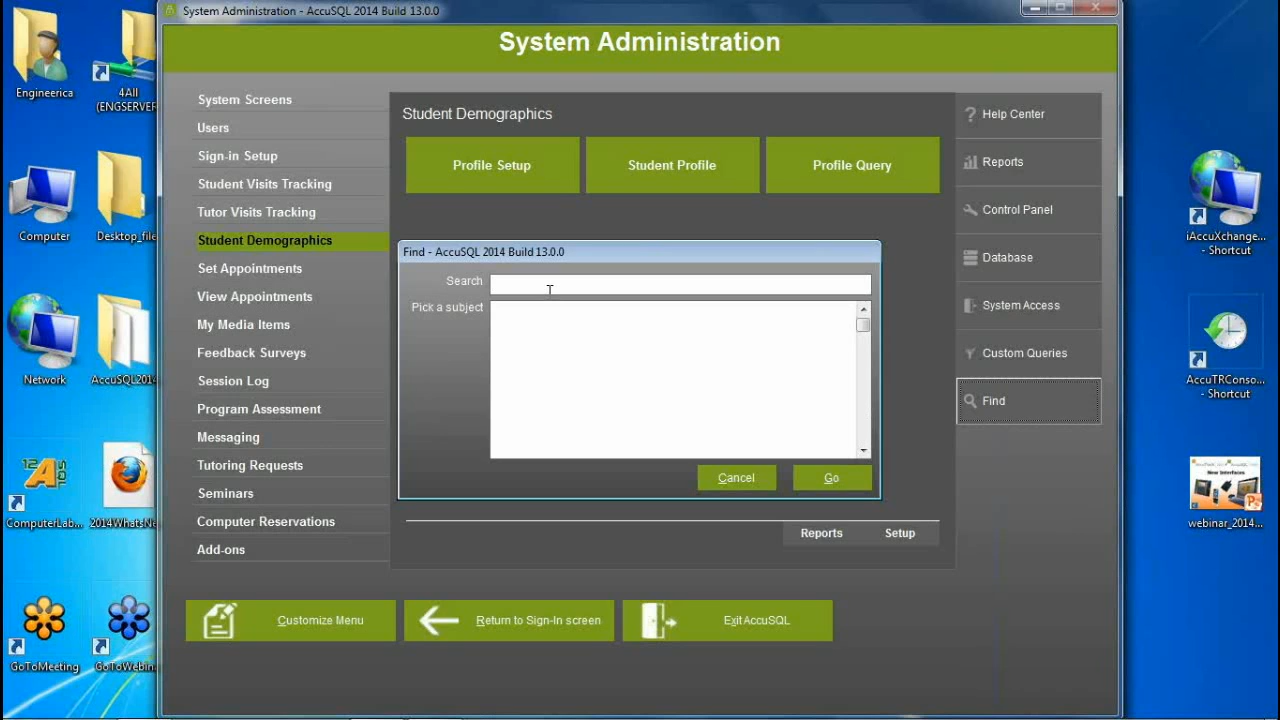 System Administration - AccuSQL 2014 Build 13.0.0
System Administration
Engineerica
4All
(ENGSERVER
Computer
Desktop_file
Network
AccuSQL2014
ComputerLab...
2014WhatsNe
GoToMeeting
GoToWebin.
System Screens
Users
Sign-in Setup
Student Visits Tracking
Tutor Visits Tracking
Student Demographics
Set Appointments
View Appointments
My Media Items
Feedback Surveys
Session Log
Program Assessment
Messaging
Tutoring Requests
Seminars
Computer Reservations
Add-ons
Student Demographics
Profile Setup
Student Profile
Profile Query
Find - AccuSQL 2014 Build 13.0.0
Search
Pick a subject
Cancel
Go
Reports
Setup
? Help Center
Reports
Control Panel
Database
System Access
Custom Queries
Find
Customize Menu
Return to Sign-In screen
Exit AccuSQL
iAccuXchange...
- Shortcut
AccuTRConso...
- Shortcut
New Interfaces
webinar_2014...